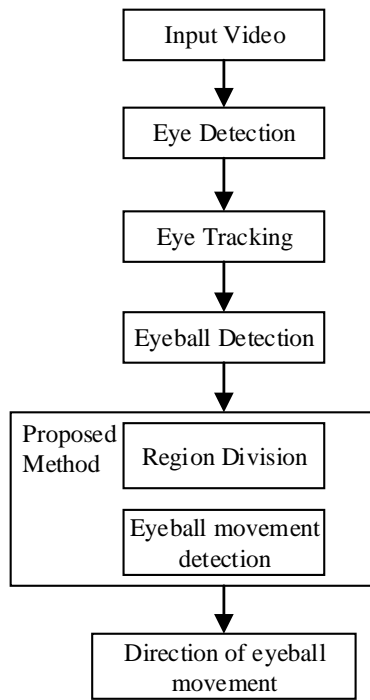 Input Video
Eye Detection
Eye Tracking
Eyeball Detection
Proposed
Method
Region Division
Eyeball movement
detection
Direction of eyeball
movement